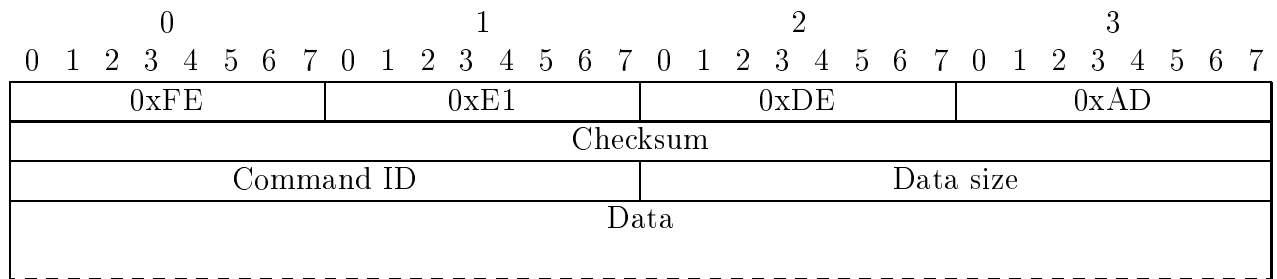 0 1 2 3
0 1 2 3 4 5 6 7 0 1 2 3 4 5 6 7 0 1 2 3 4 5 6 7 0 1 2 3 4 5 6 7
0xFE 0xE1 0xDE 0xAD
Checksum
Command ID Data size
Data